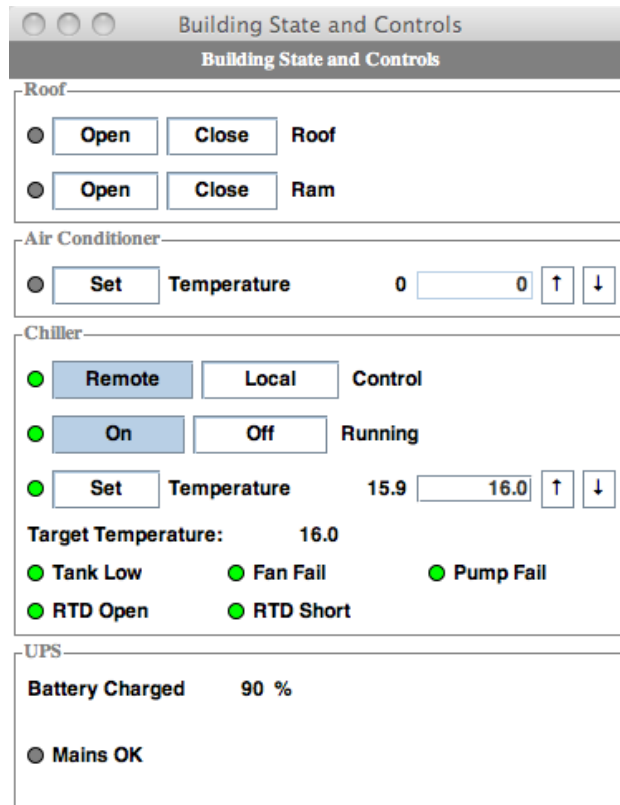 Building State and Controls
Building State and Controls
Roof
Open Close Roof
Open Close Ram
Air Conditioner
Set Temperature 0 0 ↑ ↓
Chiller
Remote Local Control
On Off Running
Set Temperature 15.9 16.0 ↑ ↓
Target Temperature: 16.0
Tank Low Fan Fail Pump Fail
RTD Open RTD Short
UPS
Battery Charged 90 %
Mains OK